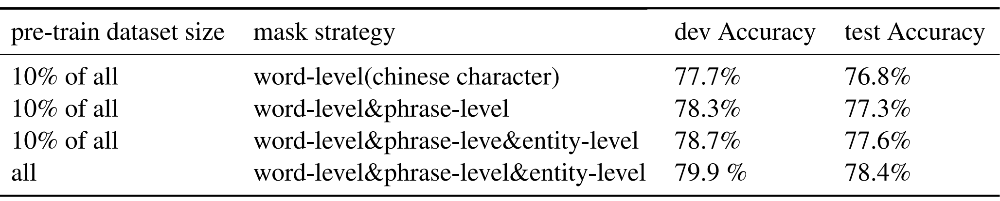 pre-train dataset size mask strategy dev Accuracy test Accuracy
10% of all word-level(chinese character) 77.7% 76.8%
10% of all word-level&phrase-level 78.3% 77.3%
10% of all word-level&phrase-leve&entity-level 78.7% 77.6%
all word-level&phrase-level&entity-level 79.9 % 78.4%